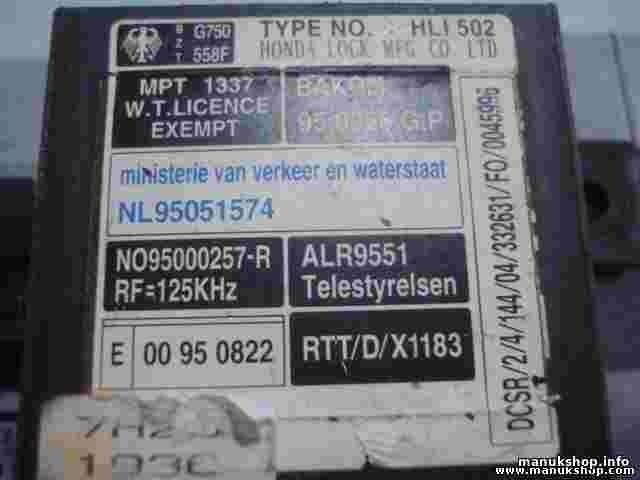 BZT G750 558F
TYPE NO. : HLI 502
HONDA LOCK MFG CO LTD
MPT 1337
W.T.LICENCE
EXEMPT
ministerie van verkeer en waterstaat
NL95051574
NO95000257-R
RF=125KHz
ALR9551
Telestyrelsen
E 00 95 0822
RTT/D/X1183
DCSR/2/4/144/04/332631/FO/0045996
manukshop.info
www.manukshop.com